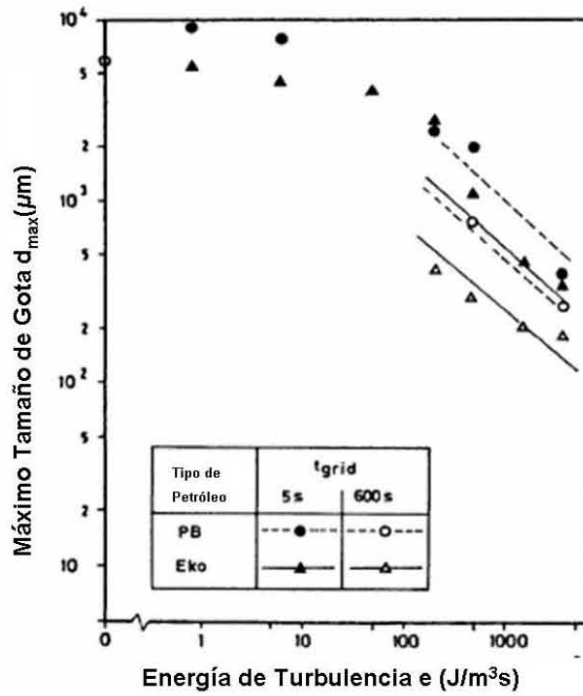 10⁴
5
2
10³
5
2
10²
5
2
10
Máximo Tamaño de Gota d_max(µm)
Tipo de Petróleo
tgrid
5 s
600 s
PB
Eko
0
1
10
100
1000
Energía de Turbulencia e (J/m³s)